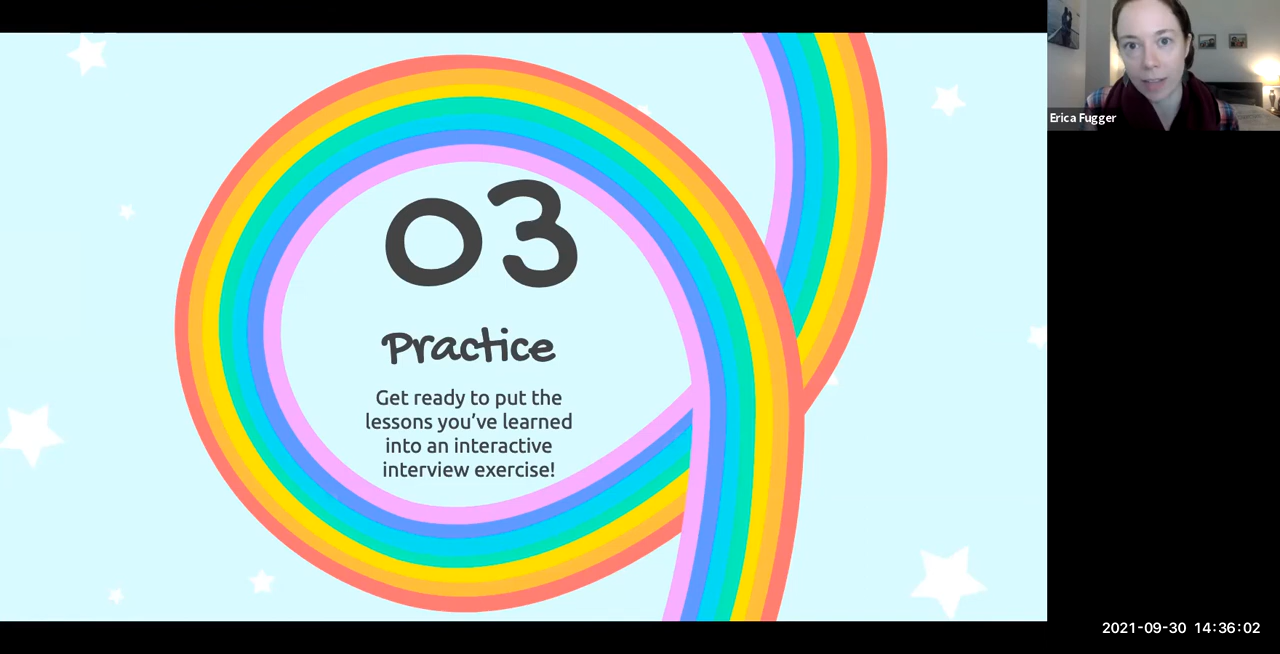 Erica Fugger
03
Practice
Get ready to put the
lessons you've learned
into an interactive
interview exercise!
2021-09-30 14:36:02